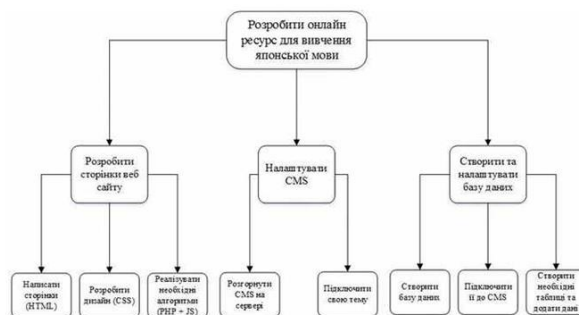 Розробити онлайн
ресурс для вивчення
японської мови
Розробити
сторінки веб
сайту
Налаштувати
CMS
Створити та
налаштувати
базу даних
Написати
сторінки
(HTML)
Розробити
дизайн (CSS)
Реалізувати
необхідні
алгоритми
(PHP + JS)
Розгорнути
CMS на
сервері
Підключити
свою тему
Створити
базу даних
Підключити
її до CMS
Створити
необхідні
таблиці та
додати дані